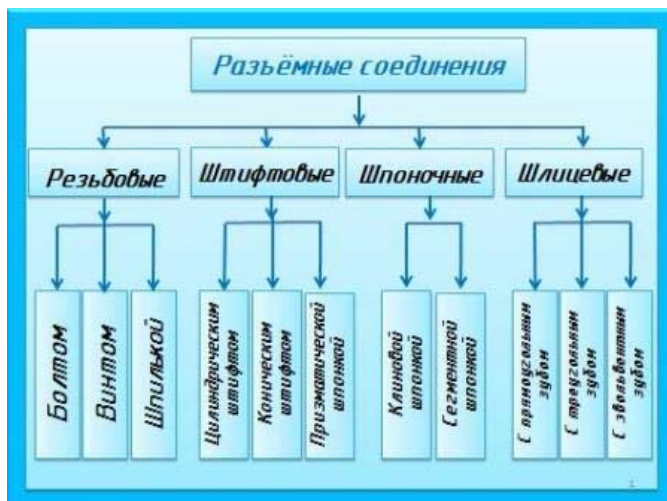 Разъёмные соединения
Резьбовые
Штифтовые
Шпоночные
Шлицевые
Болтом
Винтом
Шпилькой
Цилиндрическим
штифтом
Коническим
штифтом
Призматической
шпонкой
Клиновой
шпонкой
Сегментной
шпонкой
С прямоугольным
зубом
С треугольным
зубом
С эвольвентным
зубом
1